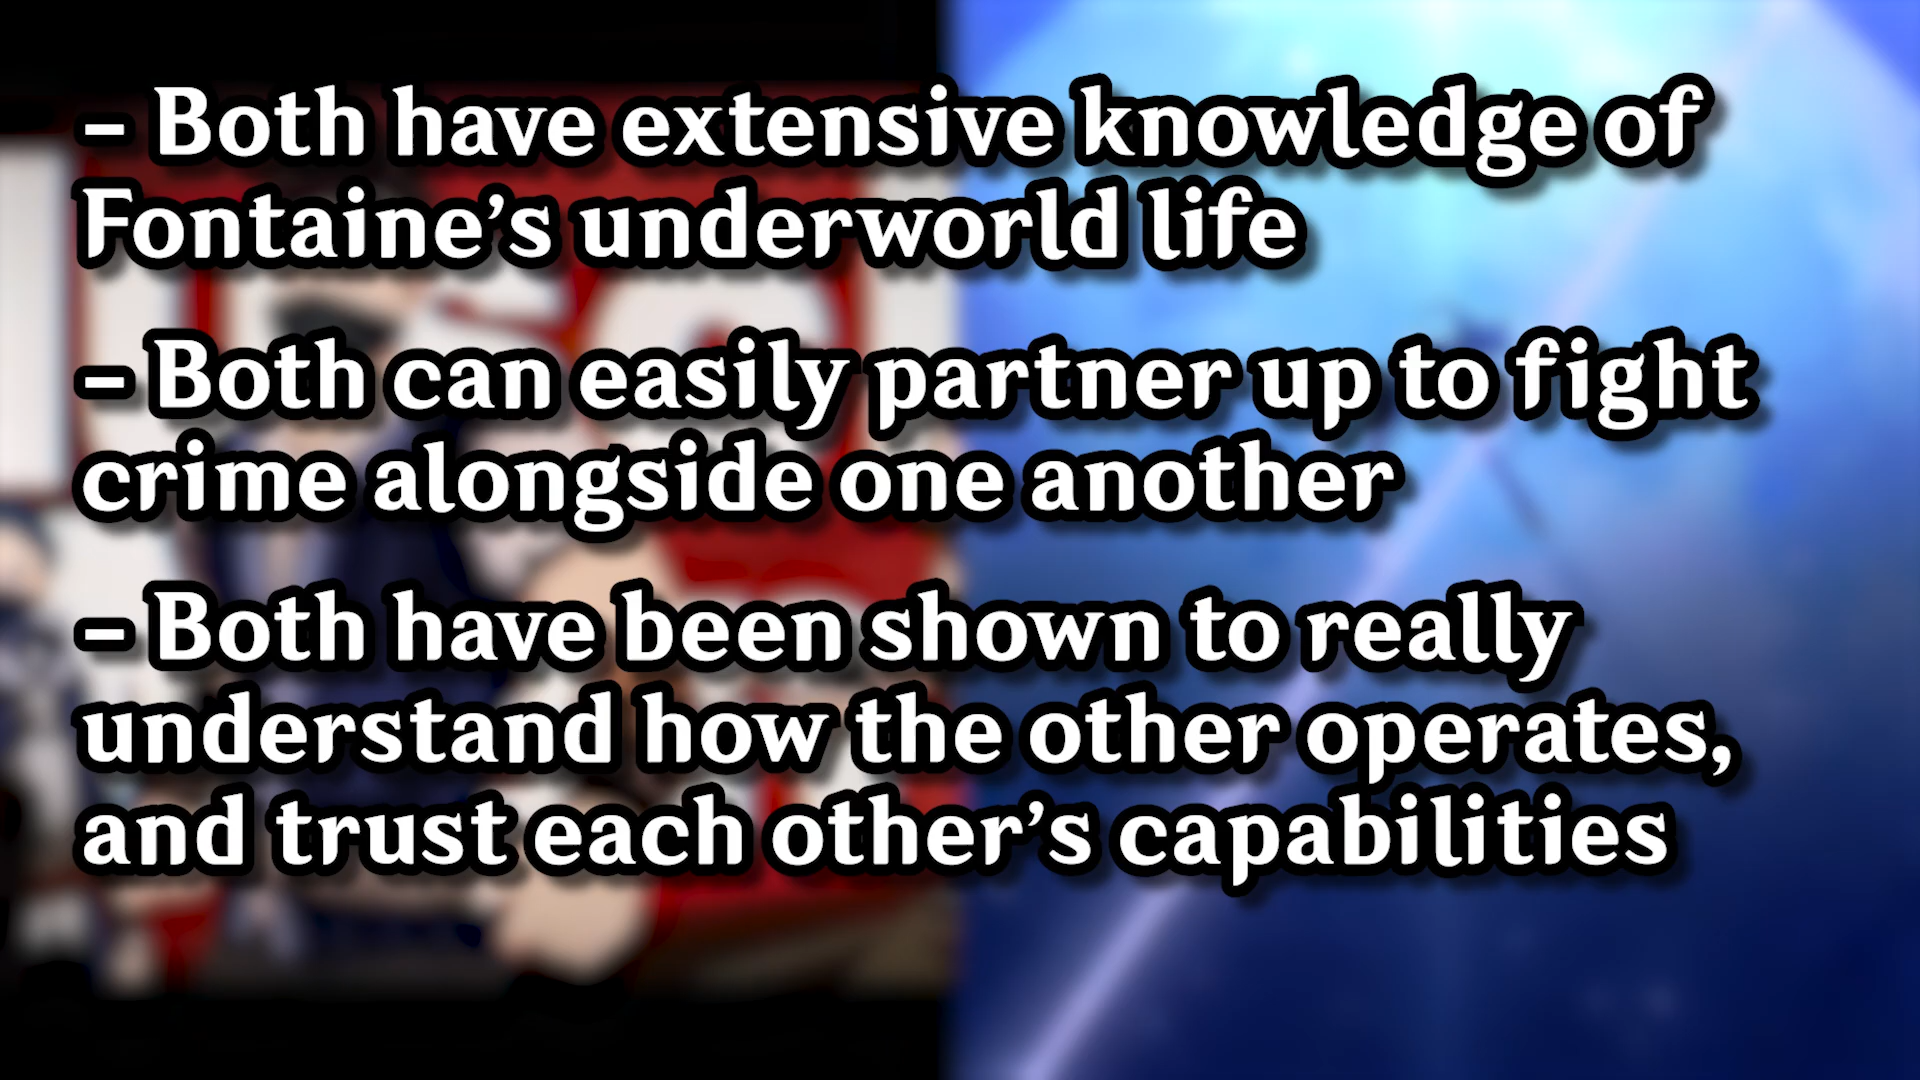 – Both have extensive knowledge of
Fontaine’s underworld life
– Both can easily partner up to fight
crime alongside one another
– Both have been shown to really
understand how the other operates,
and trust each other’s capabilities